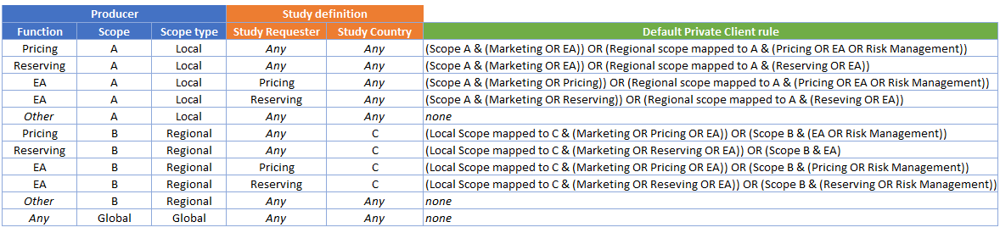 Producer Study definition
Function Scope Scope type Study Requester Study Country Default Private Client rule
Pricing A Local Any Any (Scope A & (Marketing OR EA)) OR (Regional scope mapped to A & (Pricing OR EA OR Risk Management))
Reserving A Local Any Any (Scope A & (Marketing OR EA)) OR (Regional scope mapped to A & (Reserving OR EA))
EA A Local Pricing Any (Scope A & (Marketing OR Pricing)) OR (Regional scope mapped to A & (Pricing OR EA OR Risk Management))
EA A Local Reserving Any (Scope A & (Marketing OR Reserving)) OR (Regional scope mapped to A & (Reseving OR EA))
Other A Local Any Any none
Pricing B Regional Any C (Local Scope mapped to C & (Marketing OR Pricing OR EA)) OR (Scope B & (EA OR Risk Management))
Reserving B Regional Any C (Local Scope mapped to C & (Marketing OR Reserving OR EA)) OR (Scope B & EA)
EA B Regional Pricing C (Local Scope mapped to C & (Marketing OR Pricing OR EA)) OR (Scope B & (Pricing OR Risk Management))
EA B Regional Reserving C (Local Scope mapped to C & (Marketing OR Reseving OR EA)) OR (Scope B & (Reserving OR Risk Management))
Other B Regional Any Any none
Any Global Global Any Any none